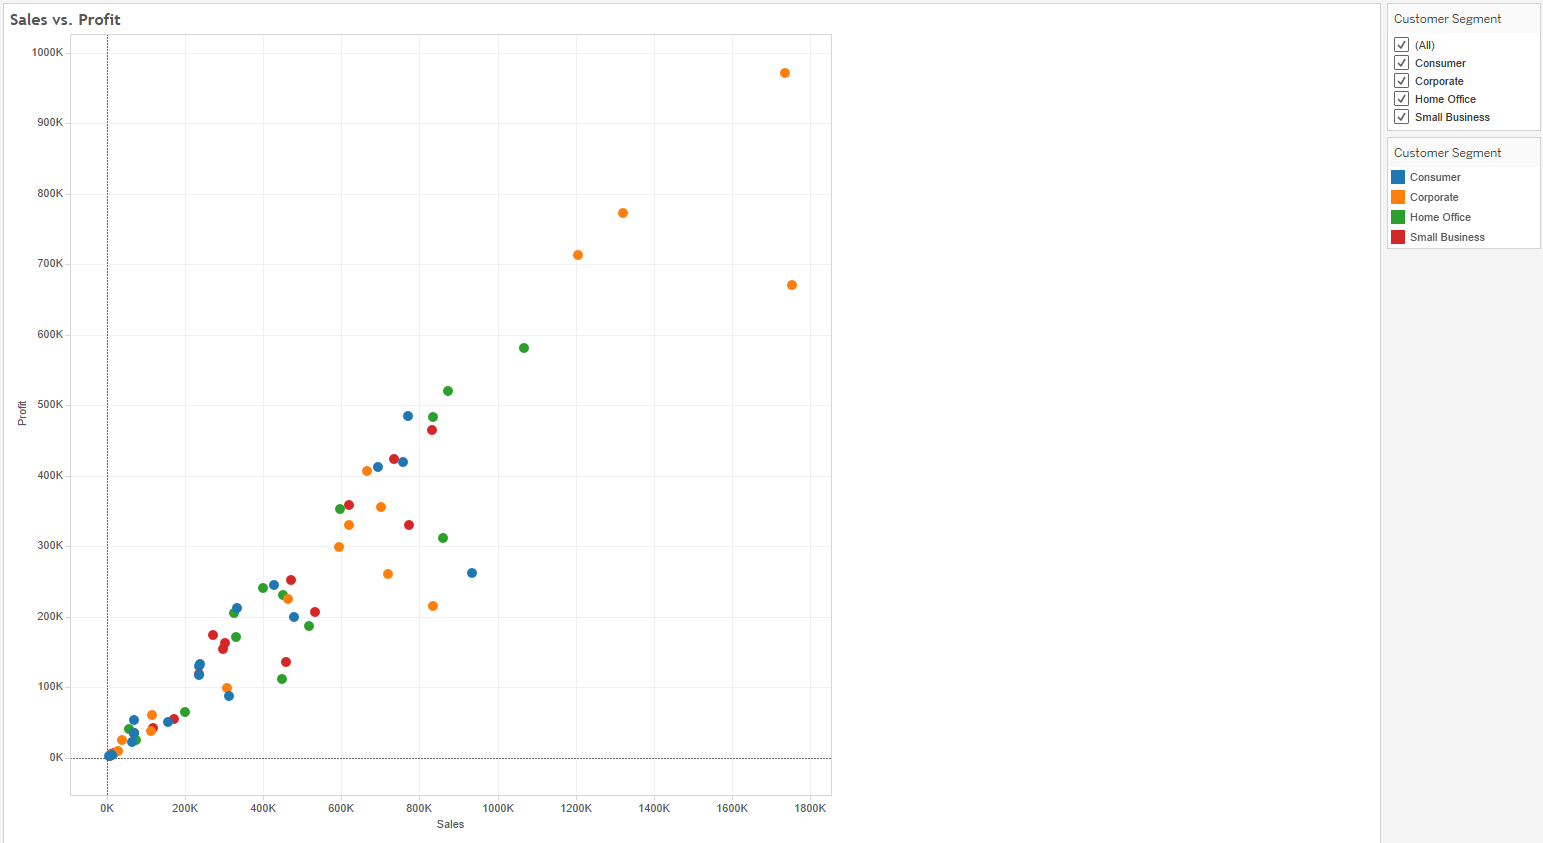 Sales vs. Profit
1000K
900K
800K
700K
600K
500K
400K
300K
200K
100K
0K
Profit
0K 200K 400K 600K 800K 1000K 1200K 1400K 1600K 1800K
Sales
Customer Segment
(All)
Consumer
Corporate
Home Office
Small Business
Customer Segment
Consumer
Corporate
Home Office
Small Business